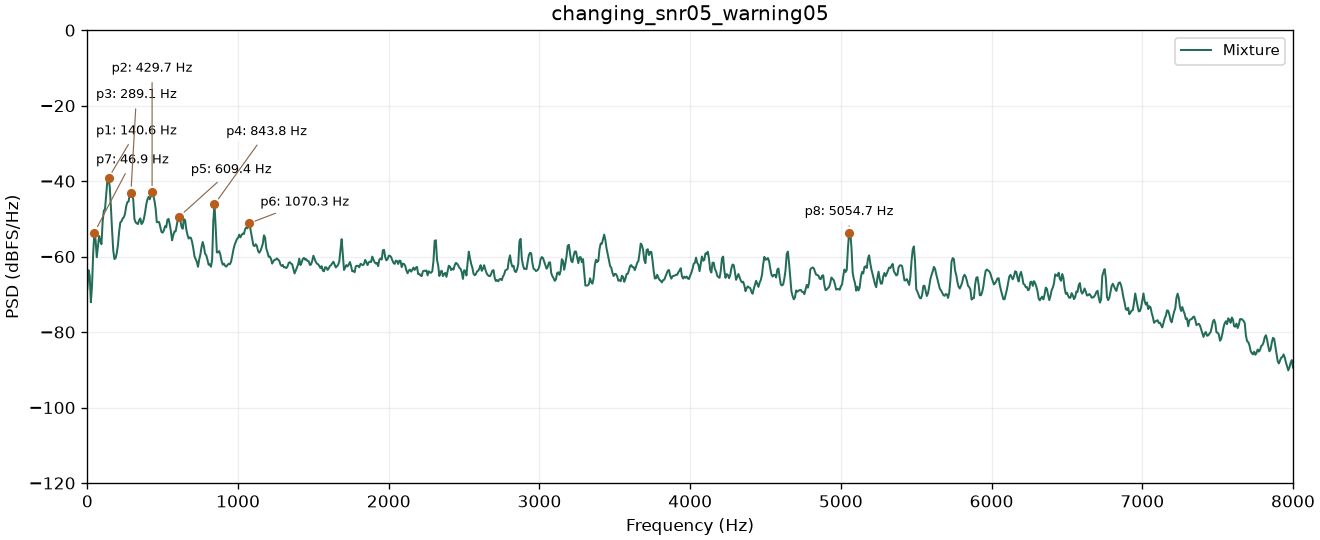 changing_snr05_warning05
Mixture
p2: 429.7 Hz
p3: 289.1 Hz
p1: 140.6 Hz
p4: 843.8 Hz
p7: 46.9 Hz
p5: 609.4 Hz
p6: 1070.3 Hz
p8: 5054.7 Hz
0
−20
−40
−60
−80
−100
−120
PSD (dBFS/Hz)
0 1000 2000 3000 4000 5000 6000 7000 8000
Frequency (Hz)